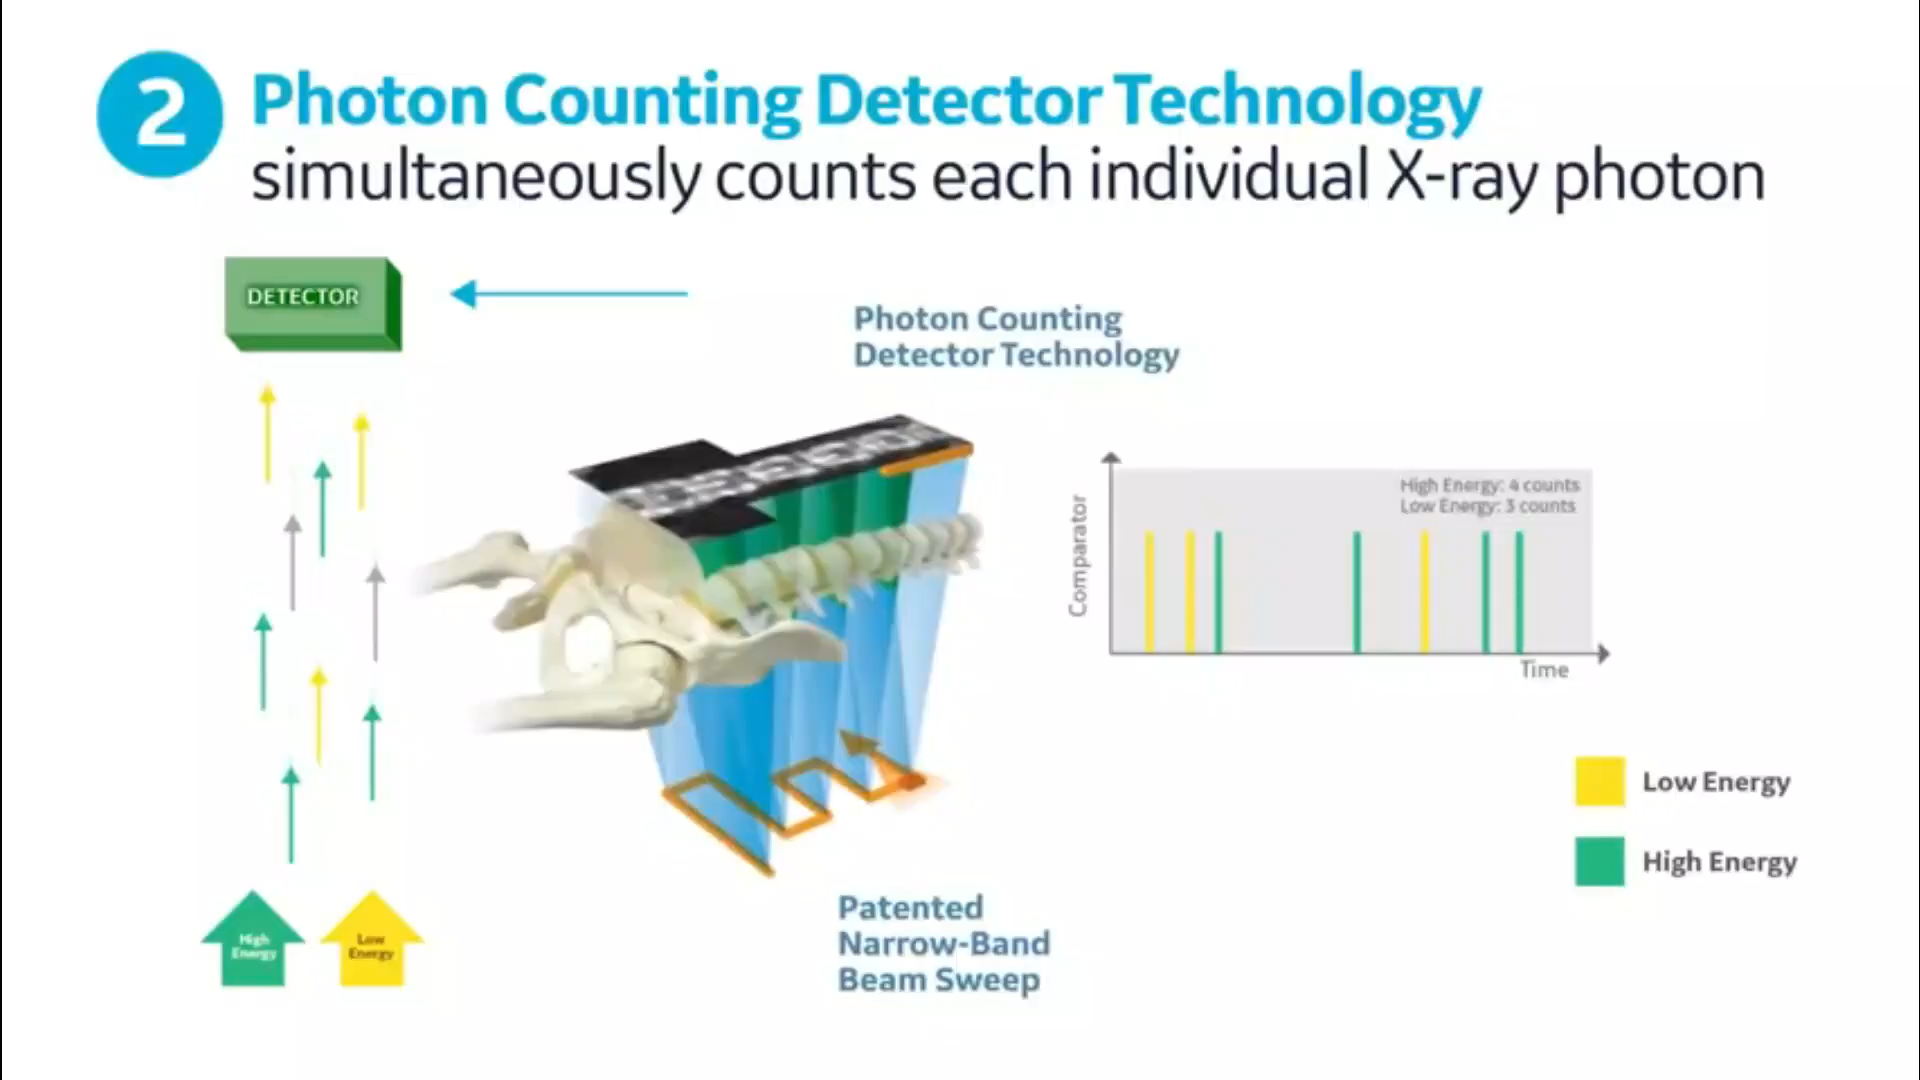 2
Photon Counting Detector Technology
simultaneously counts each individual X-ray photon
DETECTOR
Photon Counting
Detector Technology
High Energy: 4 counts
Low Energy: 3 counts
Comparator
Time
Low Energy
High Energy
High
Energy
Low
Energy
Patented
Narrow-Band
Beam Sweep